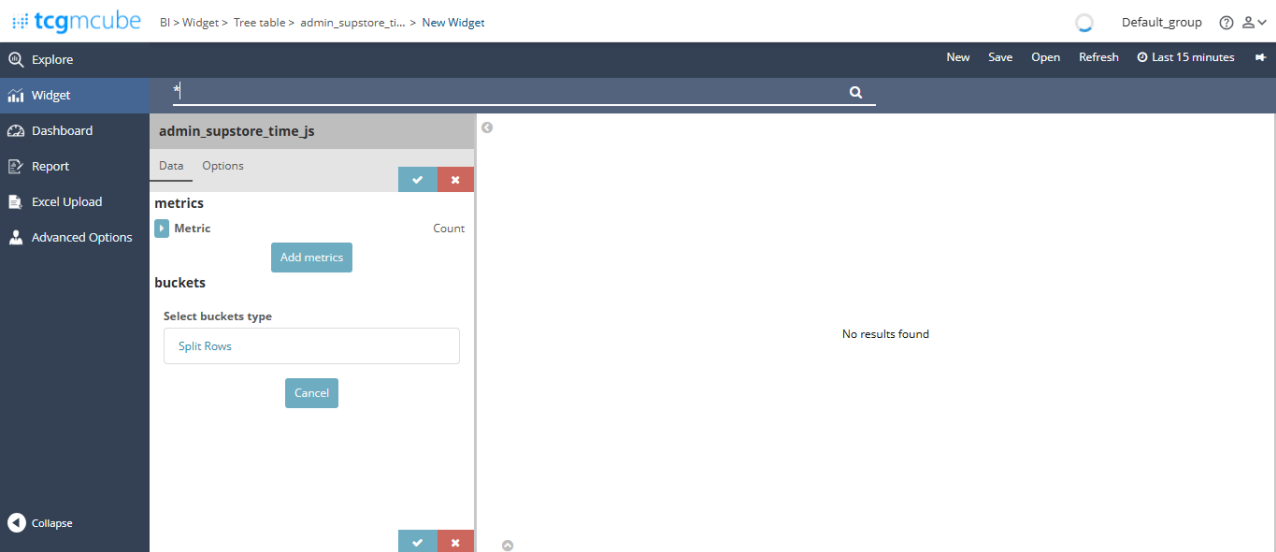 tcgmcube
BI > Widget > Tree table > admin_supstore_ti... > New Widget
Default_group
Explore
New Save Open Refresh Last 15 minutes
Widget
*
Dashboard
admin_supstore_time_js
Report
Data Options
Excel Upload
metrics
Metric Count
Advanced Options
Add metrics
buckets
Select buckets type
Split Rows
No results found
Cancel
Collapse